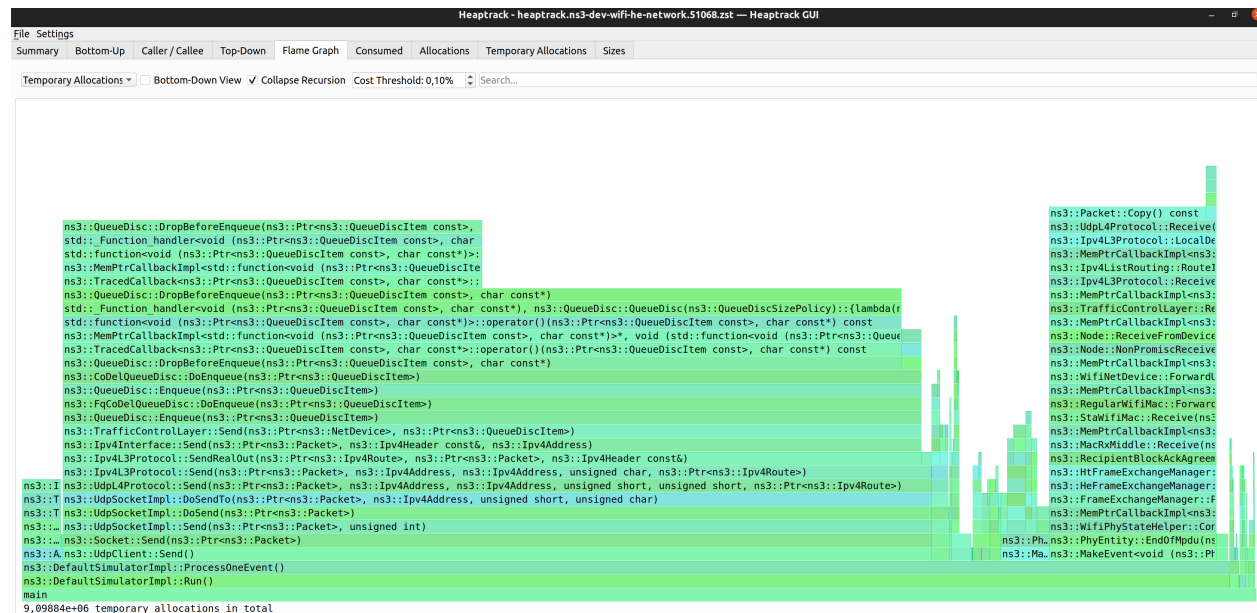 Heaptrack - heaptrack.ns3-dev-wifi-he-network.51068.zst — Heaptrack GUI
File Settings
Summary Bottom-Up Caller / Callee Top-Down Flame Graph Consumed Allocations Temporary Allocations Sizes
Temporary Allocations Bottom-Down View Collapse Recursion Cost Threshold: 0,10% Search...
ns3::Packet::Copy() const
ns3::QueueDisc::DropBeforeEnqueue(ns3::Ptr<ns3::QueueDiscItem const>, ns3::UdpL4Protocol::Receive(
std::_Function_handler<void (ns3::Ptr<ns3::QueueDiscItem const>, char ns3::Ipv4L3Protocol::LocalDe
std::function<void (ns3::Ptr<ns3::QueueDiscItem const>, char const*)>: ns3::MemPtrCallbackImpl<ns3:
ns3::MemPtrCallbackImpl<std::function<void (ns3::Ptr<ns3::QueueDiscIte ns3::Ipv4ListRouting::RouteI
ns3::TracedCallback<ns3::Ptr<ns3::QueueDiscItem const>, char const*>:: ns3::Ipv4L3Protocol::Receive
ns3::QueueDisc::DropBeforeEnqueue(ns3::Ptr<ns3::QueueDiscItem const>, char const*) ns3::MemPtrCallbackImpl<ns3:
std::_Function_handler<void (ns3::Ptr<ns3::QueueDiscItem const>, char const*), ns3::QueueDisc::QueueDisc(ns3::QueueDiscSizePolicy)::{lambda(n ns3::TrafficControlLayer::Re
std::function<void (ns3::Ptr<ns3::QueueDiscItem const>, char const*)>::operator()(ns3::Ptr<ns3::QueueDiscItem const>, char const*) const ns3::MemPtrCallbackImpl<ns3:
ns3::MemPtrCallbackImpl<std::function<void (ns3::Ptr<ns3::QueueDiscItem const>, char const*)>*, void (std::function<void (ns3::Ptr<ns3::Queue ns3::Node::ReceiveFromDevice
ns3::TracedCallback<ns3::Ptr<ns3::QueueDiscItem const>, char const*>::operator()(ns3::Ptr<ns3::QueueDiscItem const>, char const*) const ns3::Node::NonPromiscReceive
ns3::QueueDisc::DropBeforeEnqueue(ns3::Ptr<ns3::QueueDiscItem const>, char const*) ns3::MemPtrCallbackImpl<ns3:
ns3::CoDelQueueDisc::DoEnqueue(ns3::Ptr<ns3::QueueDiscItem>) ns3::WifiNetDevice::ForwardU
ns3::QueueDisc::Enqueue(ns3::Ptr<ns3::QueueDiscItem>) ns3::MemPtrCallbackImpl<ns3:
ns3::FqCoDelQueueDisc::DoEnqueue(ns3::Ptr<ns3::QueueDiscItem>) ns3::RegularWifiMac::Forward
ns3::QueueDisc::Enqueue(ns3::Ptr<ns3::QueueDiscItem>) ns3::StaWifiMac::Receive(ns3
ns3::TrafficControlLayer::Send(ns3::Ptr<ns3::NetDevice>, ns3::Ptr<ns3::QueueDiscItem>) ns3::MemPtrCallbackImpl<ns3:
ns3::Ipv4Interface::Send(ns3::Ptr<ns3::Packet>, ns3::Ipv4Header const&, ns3::Ipv4Address) ns3::MacRxMiddle::Receive(ns
ns3::Ipv4L3Protocol::SendRealOut(ns3::Ptr<ns3::Ipv4Route>, ns3::Ptr<ns3::Packet>, ns3::Ipv4Header const&) ns3::RecipientBlockAckAgreem
ns3::Ipv4L3Protocol::Send(ns3::Ptr<ns3::Packet>, ns3::Ipv4Address, ns3::Ipv4Address, unsigned char, ns3::Ptr<ns3::Ipv4Route>) ns3::HtFrameExchangeManager:
ns3::I ns3::UdpL4Protocol::Send(ns3::Ptr<ns3::Packet>, ns3::Ipv4Address, ns3::Ipv4Address, unsigned short, unsigned short, ns3::Ptr<ns3::Ipv4Route>) ns3::HeFrameExchangeManager:
ns3::T ns3::UdpSocketImpl::DoSendTo(ns3::Ptr<ns3::Packet>, ns3::Ipv4Address, unsigned short, unsigned char) ns3::FrameExchangeManager::P
ns3::T ns3::UdpSocketImpl::DoSend(ns3::Ptr<ns3::Packet>) ns3::MemPtrCallbackImpl<ns3:
ns3::… ns3::UdpSocketImpl::Send(ns3::Ptr<ns3::Packet>, unsigned int) ns3::WifiPhyStateHelper::Con
ns3::… ns3::Socket::Send(ns3::Ptr<ns3::Packet>) ns3::Ph… ns3::PhyEntity::EndOfMpdu(ns
ns3::A… ns3::UdpClient::Send() ns3::Ma… ns3::MakeEvent<void (ns3::Ph
ns3::DefaultSimulatorImpl::ProcessOneEvent()
ns3::DefaultSimulatorImpl::Run()
main
9,09884e+06 temporary allocations in total